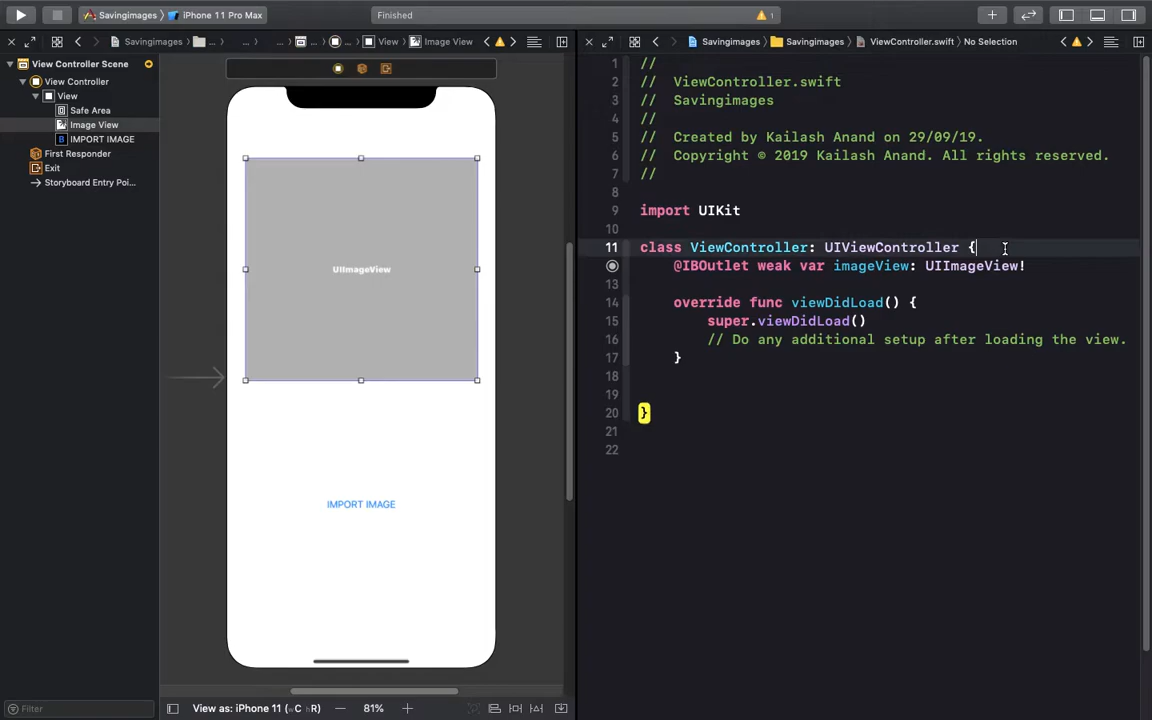 Savingimages
iPhone 11 Pro Max
Finished
1
Savingimages
...
...
...
...
View
Image View
Savingimages
Savingimages
ViewController.swift
No Selection
View Controller Scene
View Controller
View
Safe Area
Image View
B IMPORT IMAGE
First Responder
Exit
Storyboard Entry Poi...
UIImageView
IMPORT IMAGE
1 //
2 //  ViewController.swift
3 //  Savingimages
4 //
5 //  Created by Kailash Anand on 29/09/19.
6 //  Copyright © 2019 Kailash Anand. All rights reserved.
7 //
8
9 import UIKit
10
11 class ViewController: UIViewController {
@IBOutlet weak var imageView: UIImageView!
13
14 override func viewDidLoad() {
15 super.viewDidLoad()
16 // Do any additional setup after loading the view.
17 }
18
19
20 }
21
22
Filter
View as: iPhone 11 (wC hR)
81%